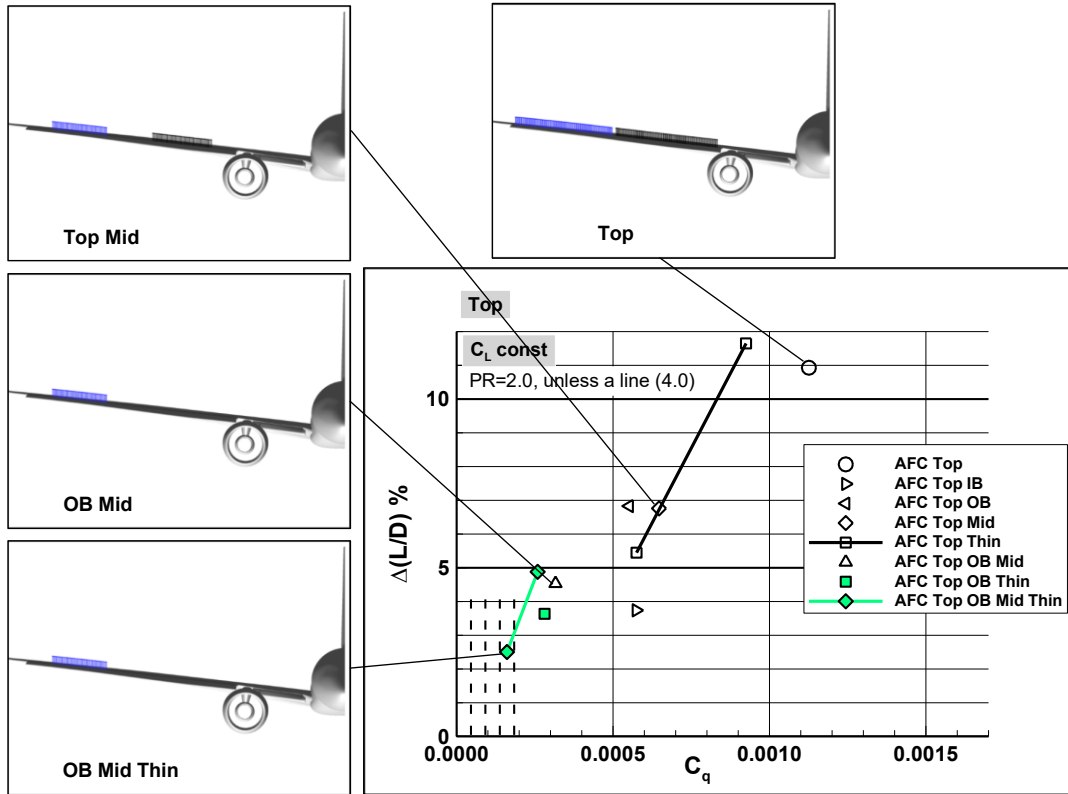 Top Mid
Top
OB Mid
OB Mid Thin
Top
C_L const
PR=2.0, unless a line (4.0)
Δ(L/D) %
10
5
0
0.0000
0.0005
0.0010
0.0015
C_q
AFC Top
AFC Top IB
AFC Top OB
AFC Top Mid
AFC Top Thin
AFC Top OB Mid
AFC Top OB Thin
AFC Top OB Mid Thin